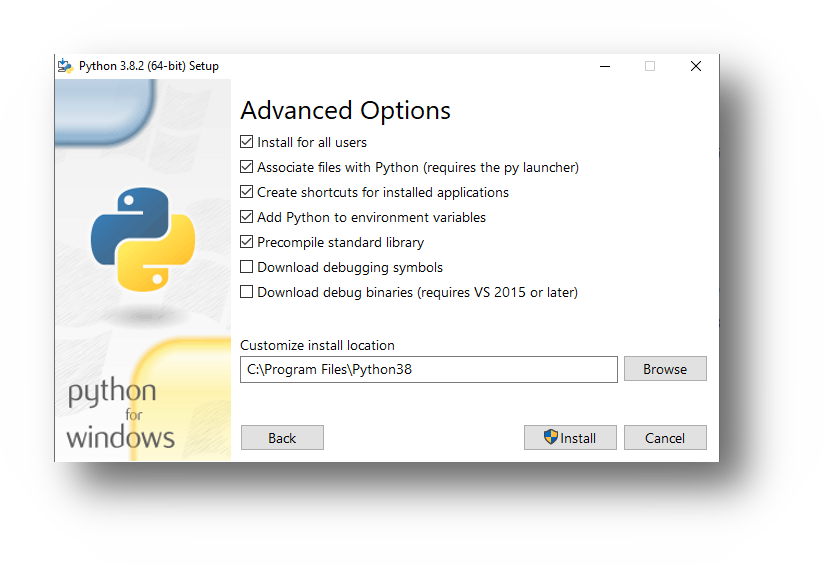 Python 3.8.2 (64-bit) Setup
Advanced Options
Install for all users
Associate files with Python (requires the py launcher)
Create shortcuts for installed applications
Add Python to environment variables
Precompile standard library
Download debugging symbols
Download debug binaries (requires VS 2015 or later)
Customize install location
C:\Program Files\Python38
Browse
python
for
windows
Back
Install
Cancel